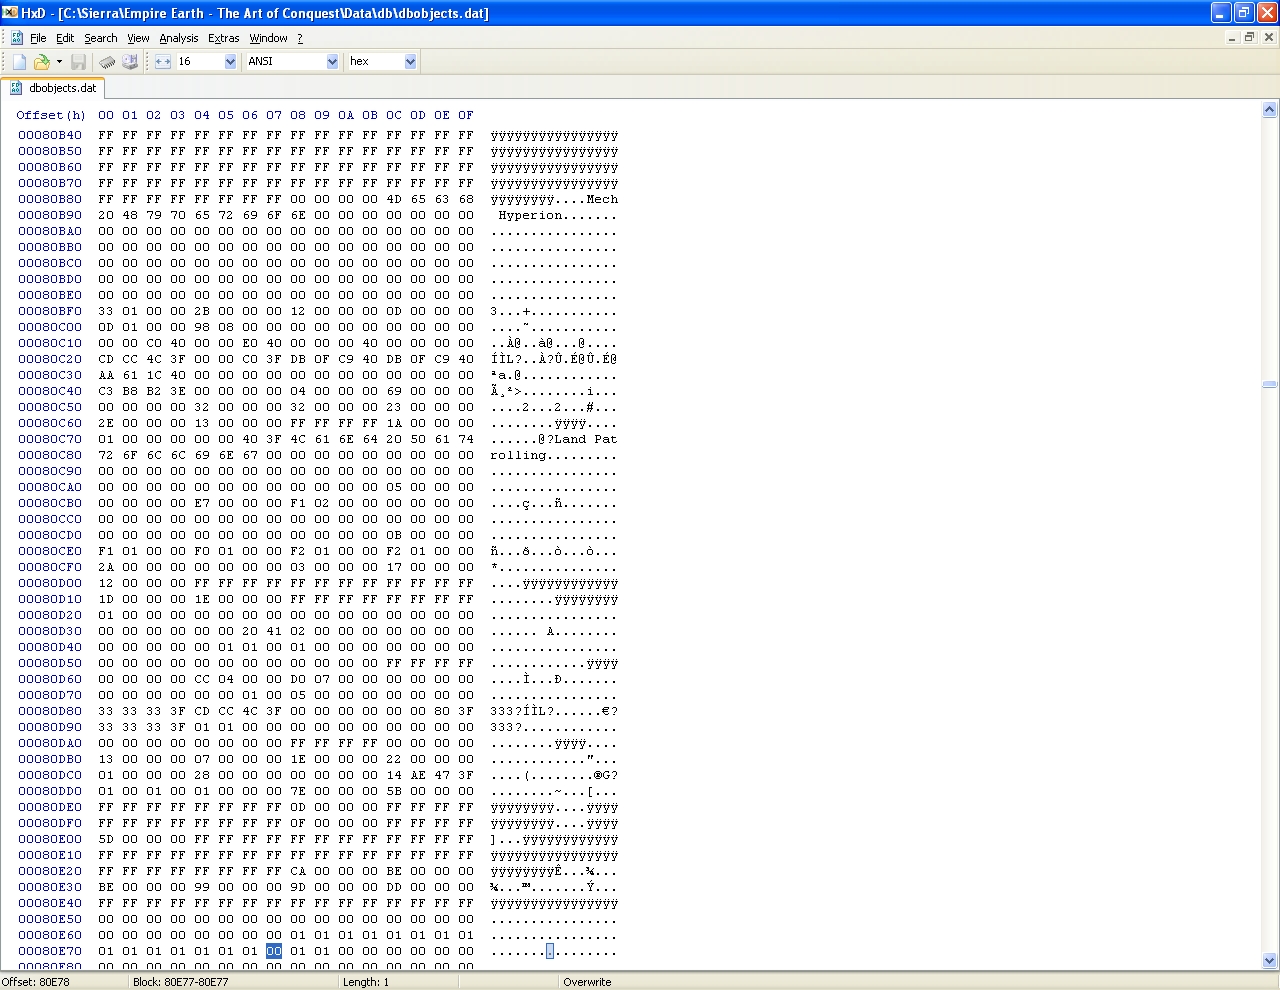 HxD - [C:\Sierra\Empire Earth - The Art of Conquest\Data\db\dbobjects.dat]
File Edit Search View Analysis Extras Window ?
16 ANSI hex
dbobjects.dat
Offset(h) 00 01 02 03 04 05 06 07 08 09 0A 0B 0C 0D 0E 0F
00080B40 FF FF FF FF FF FF FF FF FF FF FF FF FF FF FF FF ÿÿÿÿÿÿÿÿÿÿÿÿÿÿÿÿ
00080B50 FF FF FF FF FF FF FF FF FF FF FF FF FF FF FF FF ÿÿÿÿÿÿÿÿÿÿÿÿÿÿÿÿ
00080B60 FF FF FF FF FF FF FF FF FF FF FF FF FF FF FF FF ÿÿÿÿÿÿÿÿÿÿÿÿÿÿÿÿ
00080B70 FF FF FF FF FF FF FF FF FF FF FF FF FF FF FF FF ÿÿÿÿÿÿÿÿÿÿÿÿÿÿÿÿ
00080B80 FF FF FF FF FF FF FF FF 00 00 00 00 4D 65 63 68 ÿÿÿÿÿÿÿÿ....Mech
00080B90 20 48 79 70 65 72 69 6F 6E 00 00 00 00 00 00 00  Hyperion.......
00080BA0 00 00 00 00 00 00 00 00 00 00 00 00 00 00 00 00 ................
00080BB0 00 00 00 00 00 00 00 00 00 00 00 00 00 00 00 00 ................
00080BC0 00 00 00 00 00 00 00 00 00 00 00 00 00 00 00 00 ................
00080BD0 00 00 00 00 00 00 00 00 00 00 00 00 00 00 00 00 ................
00080BE0 00 00 00 00 00 00 00 00 00 00 00 00 00 00 00 00 ................
00080BF0 33 01 00 00 2B 00 00 00 12 00 00 00 0D 00 00 00 3...+...........
00080C00 0D 01 00 00 98 08 00 00 00 00 00 00 00 00 00 00 ....˜...........
00080C10 00 00 C0 40 00 00 E0 40 00 00 00 40 00 00 00 00 ..À@..à@...@....
00080C20 CD CC 4C 3F 00 00 C0 3F DB 0F C9 40 DB 0F C9 40 ÍÌL?..À?Û.É@Û.É@
00080C30 AA 61 1C 40 00 00 00 00 00 00 00 00 00 00 00 00 ªa.@............
00080C40 C3 B8 B2 3E 00 00 00 00 04 00 00 00 69 00 00 00 Ã¸²>........i...
00080C50 00 00 00 00 32 00 00 00 32 00 00 00 23 00 00 00 ....2...2...#...
00080C60 2E 00 00 00 13 00 00 00 FF FF FF FF 1A 00 00 00 ........ÿÿÿÿ....
00080C70 01 00 00 00 00 00 40 3F 4C 61 6E 64 20 50 61 74 ......@?Land Pat
00080C80 72 6F 6C 6C 69 6E 67 00 00 00 00 00 00 00 00 00 rolling.........
00080C90 00 00 00 00 00 00 00 00 00 00 00 00 00 00 00 00 ................
00080CA0 00 00 00 00 00 00 00 00 00 00 00 00 05 00 00 00 ................
00080CB0 00 00 00 00 E7 00 00 00 F1 02 00 00 00 00 00 00 ....ç...ñ.......
00080CC0 00 00 00 00 00 00 00 00 00 00 00 00 00 00 00 00 ................
00080CD0 00 00 00 00 00 00 00 00 00 00 00 00 0B 00 00 00 ................
00080CE0 F1 01 00 00 F0 01 00 00 F2 01 00 00 F2 01 00 00 ñ...ð...ò...ò...
00080CF0 2A 00 00 00 00 00 00 00 03 00 00 00 17 00 00 00 *...............
00080D00 12 00 00 00 FF FF FF FF FF FF FF FF FF FF FF FF ....ÿÿÿÿÿÿÿÿÿÿÿÿ
00080D10 1D 00 00 00 1E 00 00 00 FF FF FF FF FF FF FF FF ........ÿÿÿÿÿÿÿÿ
00080D20 01 00 00 00 00 00 00 00 00 00 00 00 00 00 00 00 ................
00080D30 00 00 00 00 00 00 20 41 02 00 00 00 00 00 00 00 ...... A........
00080D40 00 00 00 00 00 01 01 00 01 00 00 00 00 00 00 00 ................
00080D50 00 00 00 00 00 00 00 00 00 00 00 00 FF FF FF FF ............ÿÿÿÿ
00080D60 00 00 00 00 CC 04 00 00 D0 07 00 00 00 00 00 00 ....Ì...Ð.......
00080D70 00 00 00 00 00 00 01 00 05 00 00 00 00 00 00 00 ................
00080D80 33 33 33 3F CD CC 4C 3F 00 00 00 00 00 00 80 3F 333?ÍÌL?......€?
00080D90 33 33 33 3F 01 01 00 00 00 00 00 00 00 00 00 00 333?............
00080DA0 00 00 00 00 00 00 00 00 FF FF FF FF 00 00 00 00 ........ÿÿÿÿ....
00080DB0 13 00 00 00 07 00 00 00 1E 00 00 00 22 00 00 00 ............"...
00080DC0 01 00 00 00 28 00 00 00 00 00 00 00 14 AE 47 3F ....(........®G?
00080DD0 01 00 01 00 01 00 00 00 7E 00 00 00 5B 00 00 00 ........~...[...
00080DE0 FF FF FF FF FF FF FF FF 0D 00 00 00 FF FF FF FF ÿÿÿÿÿÿÿÿ....ÿÿÿÿ
00080DF0 FF FF FF FF FF FF FF FF 0F 00 00 00 FF FF FF FF ÿÿÿÿÿÿÿÿ....ÿÿÿÿ
00080E00 5D 00 00 00 FF FF FF FF FF FF FF FF FF FF FF FF ]...ÿÿÿÿÿÿÿÿÿÿÿÿ
00080E10 FF FF FF FF FF FF FF FF FF FF FF FF FF FF FF FF ÿÿÿÿÿÿÿÿÿÿÿÿÿÿÿÿ
00080E20 FF FF FF FF FF FF FF FF CA 00 00 00 BE 00 00 00 ÿÿÿÿÿÿÿÿÊ...¾...
00080E30 BE 00 00 00 99 00 00 00 9D 00 00 00 DD 00 00 00 ¾...™.......Ý...
00080E40 FF FF FF FF FF FF FF FF FF FF FF FF FF FF FF FF ÿÿÿÿÿÿÿÿÿÿÿÿÿÿÿÿ
00080E50 00 00 00 00 00 00 00 00 00 00 00 00 00 00 00 00 ................
00080E60 00 00 00 00 00 00 00 00 01 01 01 01 01 01 01 01 ................
00080E70 01 01 01 01 01 01 01 00 01 01 00 00 00 00 00 00 ................
00080E80 00 00 00 00 00 00 00 00 00 00 00 00 00 00 00 00 ................
Offset: 80E78 Block: 80E77-80E77 Length: 1 Overwrite